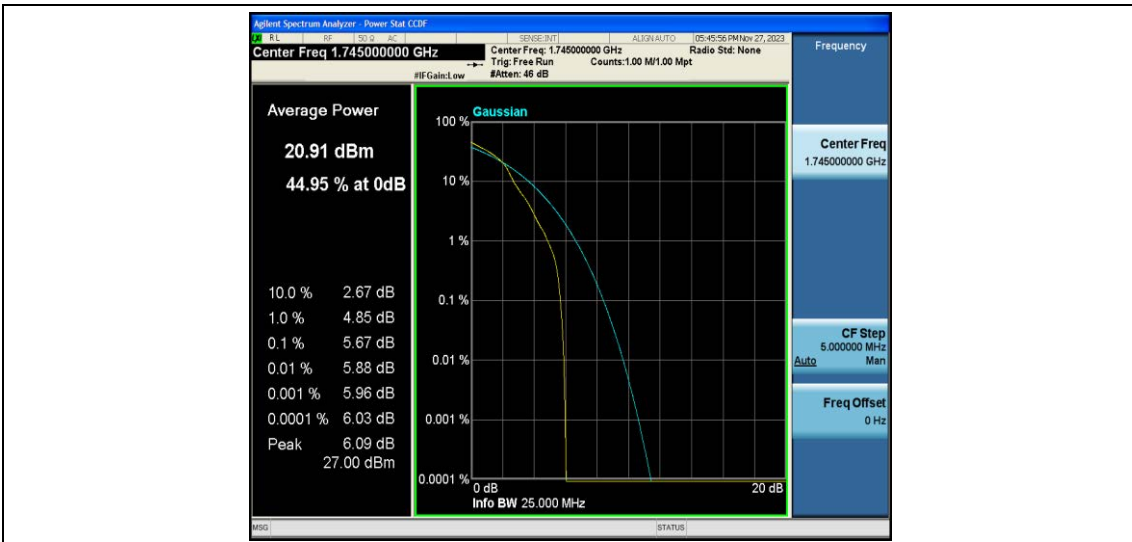 Agilent Spectrum Analyzer - Power Stat CCDF
RL RF 50 Ω AC SENSE:INT ALIGN AUTO 05:45:56 PM Nov 27, 2023
Center Freq 1.745000000 GHz
Center Freq: 1.745000000 GHz Radio Std: None
Trig: Free Run Counts:1.00 M/1.00 Mpt
#IFGain:Low #Atten: 46 dB
Frequency
Average Power
20.91 dBm
44.95 % at 0dB
10.0 % 2.67 dB
1.0 % 4.85 dB
0.1 % 5.67 dB
0.01 % 5.88 dB
0.001 % 5.96 dB
0.0001 % 6.03 dB
Peak 6.09 dB
27.00 dBm
Gaussian
100 %
10 %
1 %
0.1 %
0.01 %
0.001 %
0.0001 %
0 dB 20 dB
Info BW 25.000 MHz
Center Freq
1.745000000 GHz
CF Step
5.000000 MHz
Auto Man
Freq Offset
0 Hz
MSG STATUS